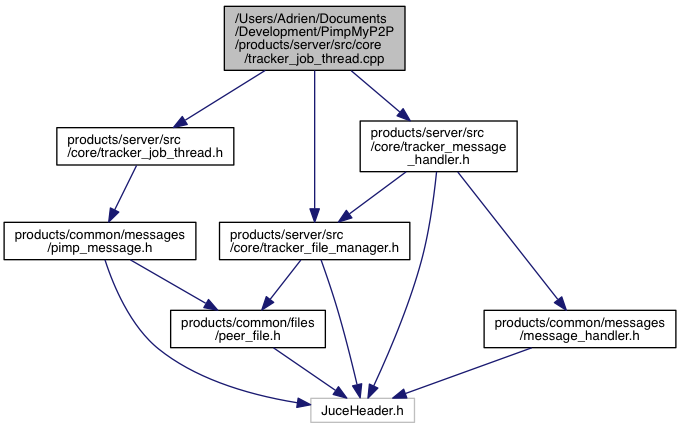 /Users/Adrien/Documents
/Development/PimpMyP2P
/products/server/src/core
/tracker_job_thread.cpp
products/server/src
/core/tracker_job_thread.h
products/server/src
/core/tracker_message
_handler.h
products/common/messages
/pimp_message.h
products/server/src
/core/tracker_file_manager.h
products/common/files
/peer_file.h
products/common/messages
/message_handler.h
JuceHeader.h